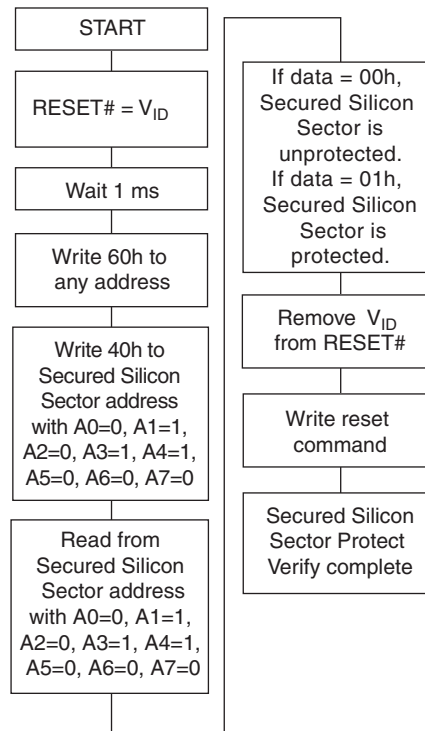 START
RESET# = VID
Wait 1 ms
Write 60h to
any address
Write 40h to
Secured Silicon
Sector address
with A0=0, A1=1,
A2=0, A3=1, A4=1,
A5=0, A6=0, A7=0
Read from
Secured Silicon
Sector address
with A0=0, A1=1,
A2=0, A3=1, A4=1,
A5=0, A6=0, A7=0
If data = 00h,
Secured Silicon
Sector is
unprotected.
If data = 01h,
Secured Silicon
Sector is
protected.
Remove VID
from RESET#
Write reset
command
Secured Silicon
Sector Protect
Verify complete